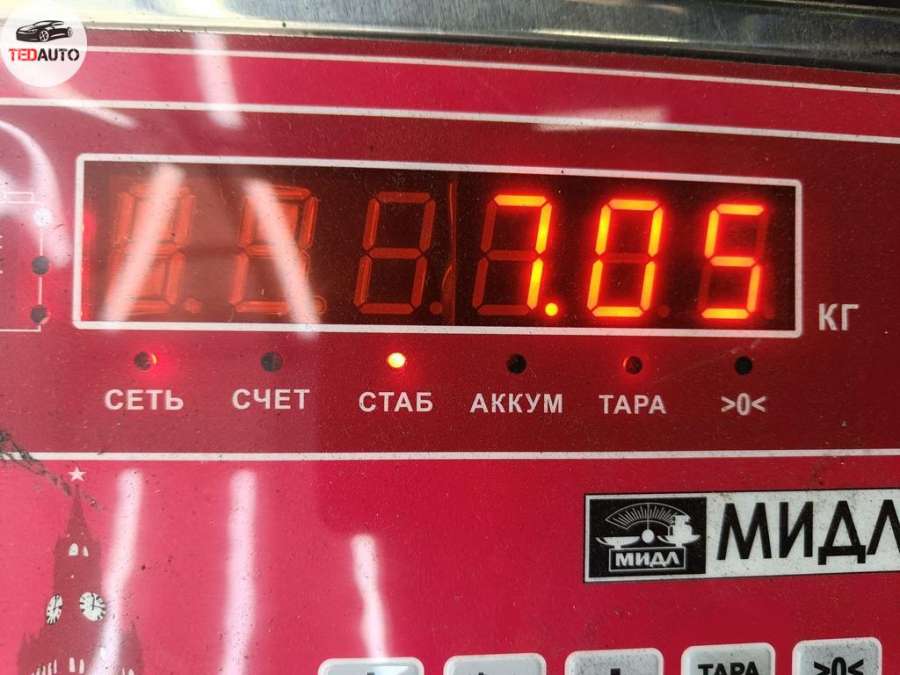 TEDAUTO
7.05
КГ
СЕТЬ СЧЕТ СТАБ АККУМ ТАРА >0<
МИДЛ МИДЛ
ТАРА >0<